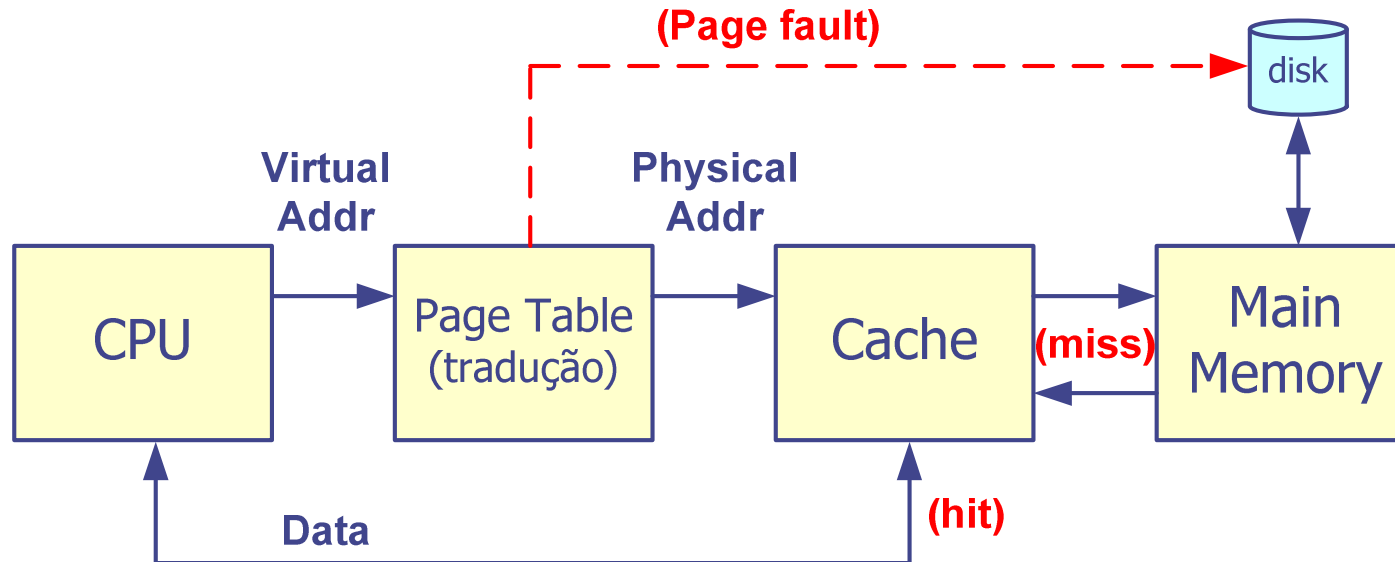 (Page fault)
disk
Virtual
Addr
Physical
Addr
CPU
Page Table
(tradução)
Cache
(miss)
Main
Memory
Data
(hit)